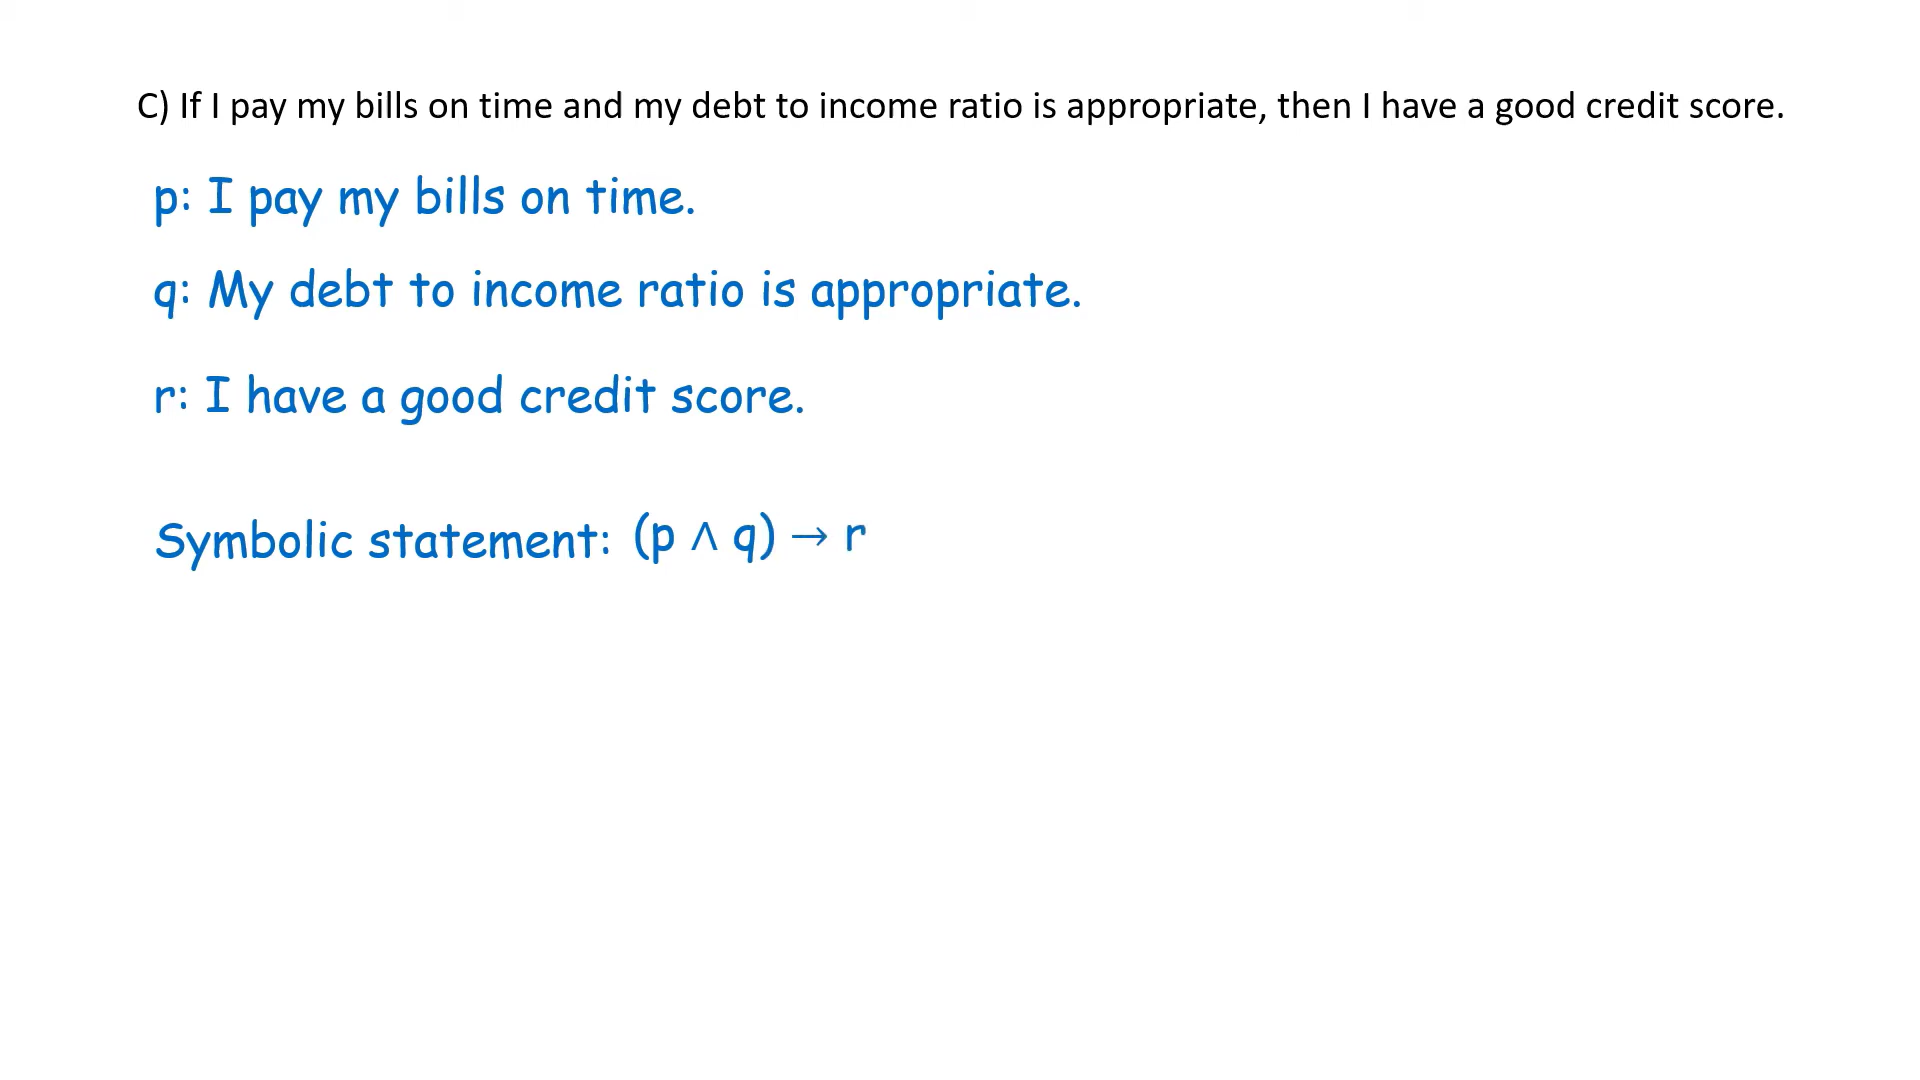 C) If I pay my bills on time and my debt to income ratio is appropriate, then I have a good credit score.
p: I pay my bills on time.
q: My debt to income ratio is appropriate.
r: I have a good credit score.
Symbolic statement: (p ∧ q) → r